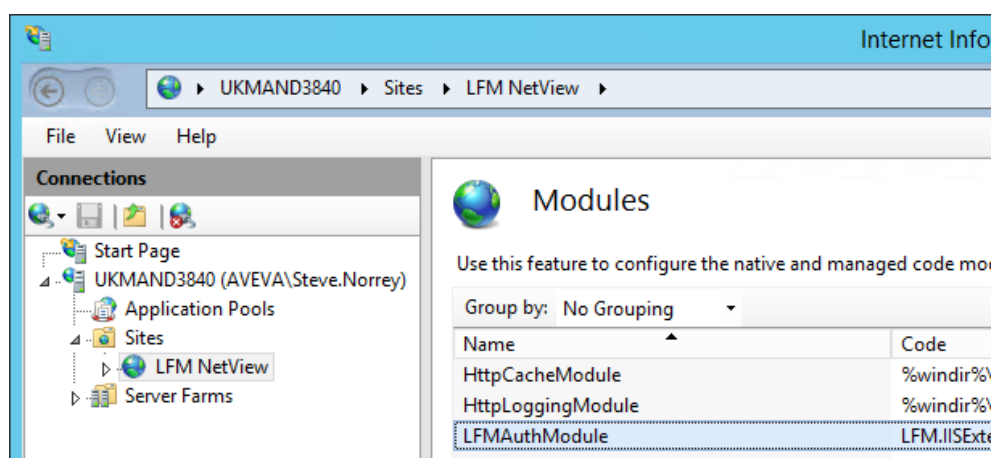 Internet Info
UKMAND3840 Sites LFM NetView
File View Help
Connections
Start Page
UKMAND3840 (AVEVA\Steve.Norrey)
Application Pools
Sites
LFM NetView
Server Farms
Modules
Use this feature to configure the native and managed code mo
Group by: No Grouping
Name Code
HttpCacheModule %windir%\
HttpLoggingModule %windir%\
LFMAuthModule LFM.IISExte